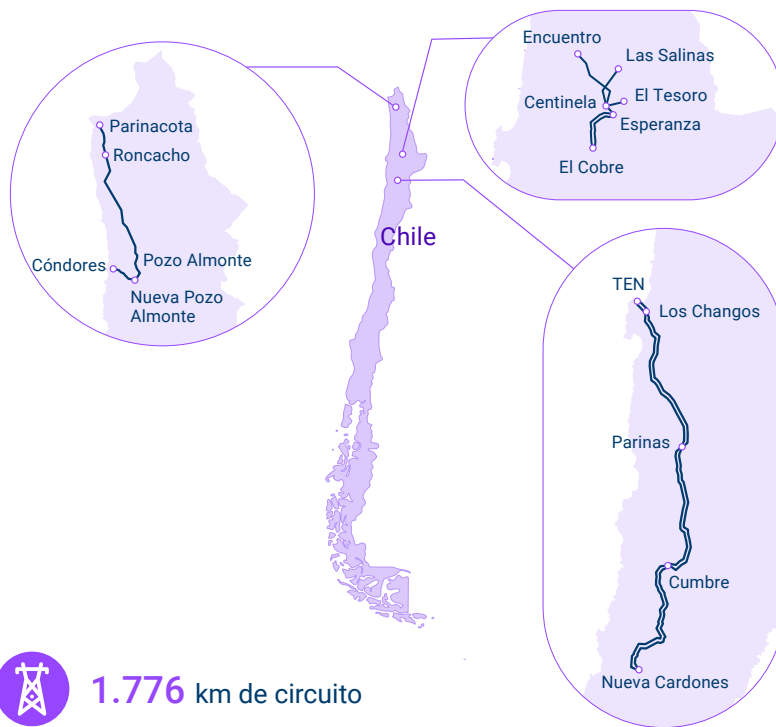 Parinacota
Roncacho
Cóndores
Pozo Almonte
Nueva Pozo
Almonte
Chile
Encuentro
Las Salinas
Centinela
El Tesoro
Esperanza
El Cobre
TEN
Los Changos
Parinas
Cumbre
Nueva Cardones
1.776 km de circuito